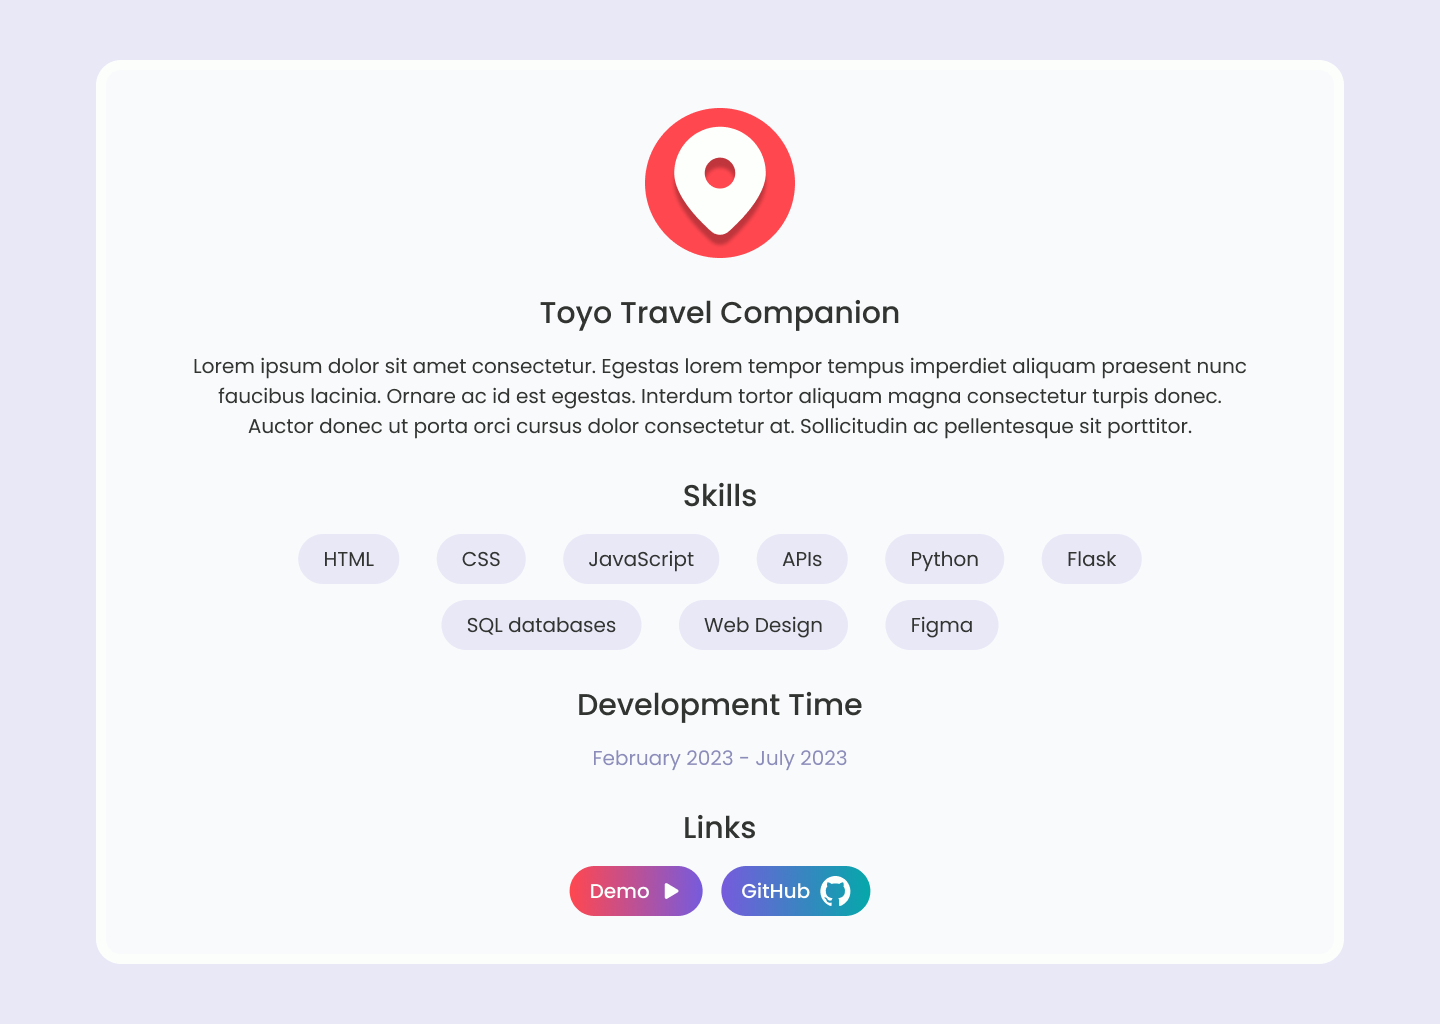 Toyo Travel Companion
Lorem ipsum dolor sit amet consectetur. Egestas lorem tempor tempus imperdiet aliquam praesent nunc
faucibus lacinia. Ornare ac id est egestas. Interdum tortor aliquam magna consectetur turpis donec.
Auctor donec ut porta orci cursus dolor consectetur at. Sollicitudin ac pellentesque sit porttitor.
Skills
HTML CSS JavaScript APIs Python Flask
SQL databases Web Design Figma
Development Time
February 2023 - July 2023
Links
Demo GitHub